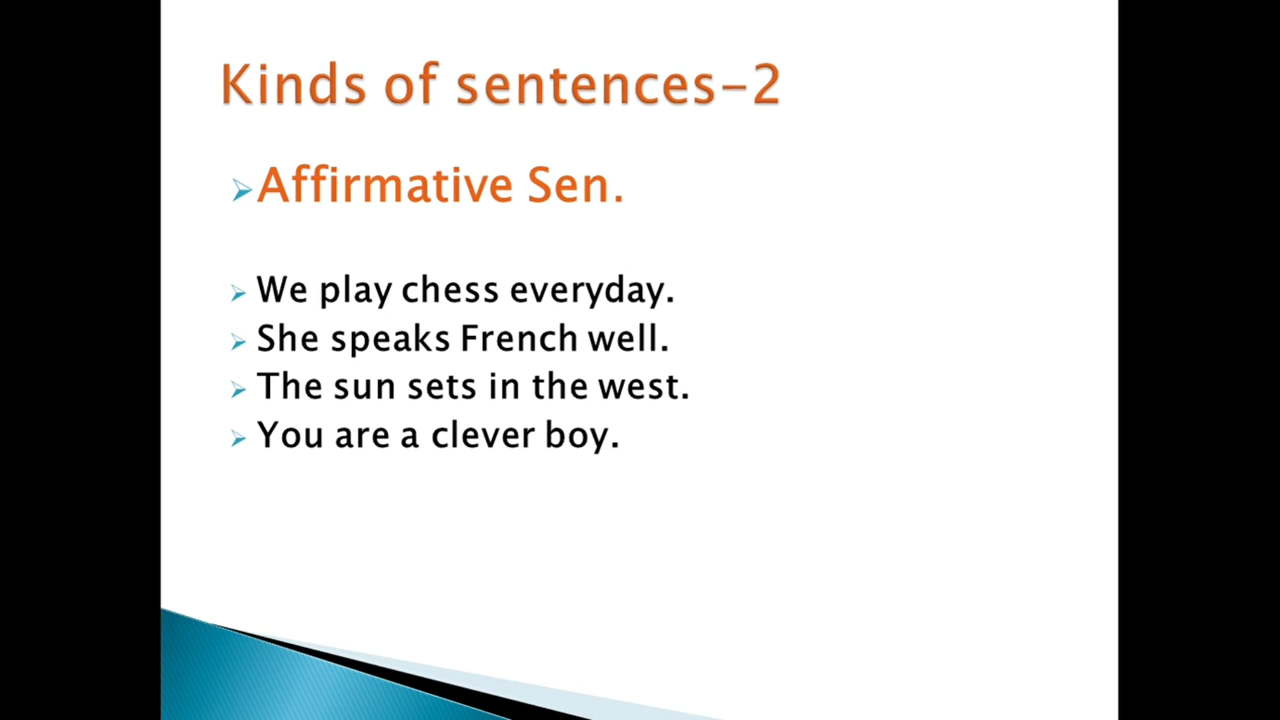 Kinds of sentences-2
Affirmative Sen.
We play chess everyday.
She speaks French well.
The sun sets in the west.
You are a clever boy.